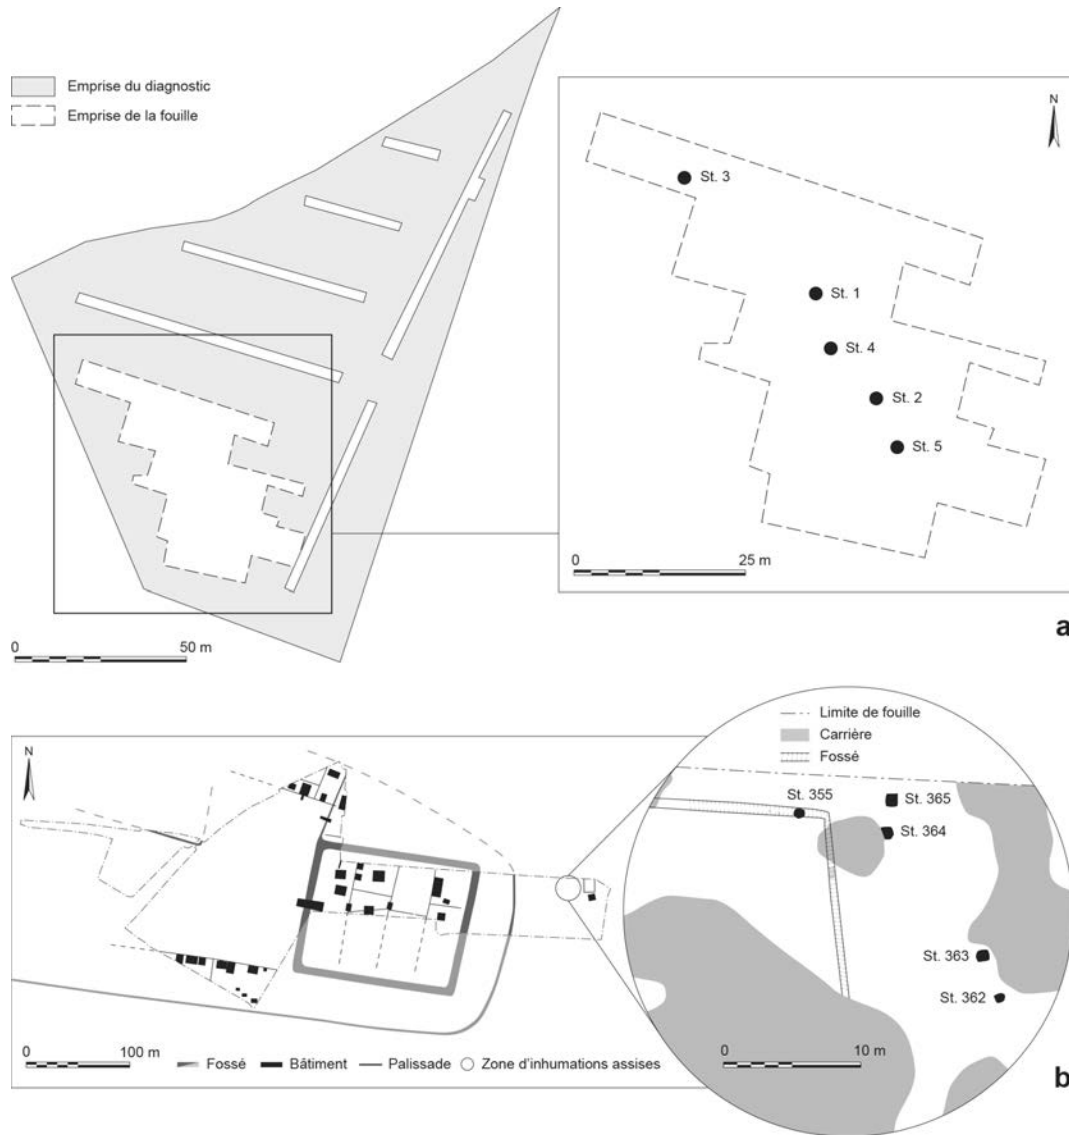 Emprise du diagnostic
Emprise de la fouille
N
St. 3
St. 1
St. 4
St. 2
St. 5
0 25 m
0 50 m
a
Limite de fouille
Carrière
Fossé
N
St. 355
St. 365
St. 364
St. 363
St. 362
0 100 m
Fossé Bâtiment Palissade Zone d'inhumations assises
0 10 m
b